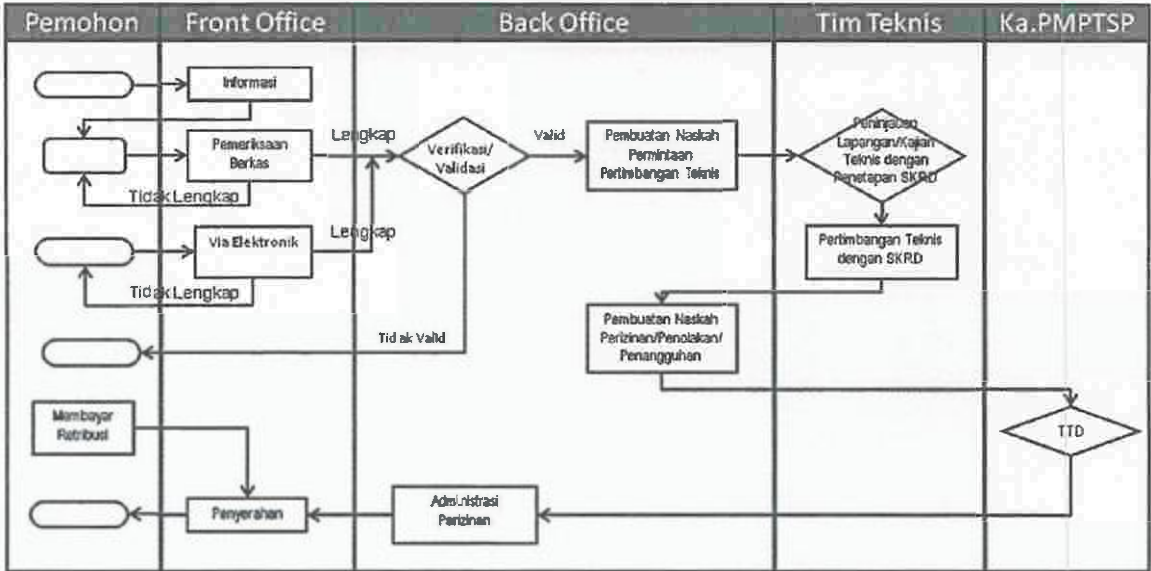 Pemohon
Front Office
Back Office
Tim Teknis
Ka.PMPTSP
Informasi
Pemeriksaan
Berkas
Lengkap
Verifikasi/
Validasi
Valid
Pembuatan Naskah
Permintaan
Pertimbangan Teknis
Peninjauan
Lapangan/Kajian
Teknis dengan
Penetapan SKRD
Tidak Lengkap
Via Elektronik
Lengkap
Pertimbangan Teknis
dengan SKRD
Tidak Lengkap
Pembuatan Naskah
Perizinan/Penolakan/
Penangguhan
Tidak Valid
Membayar
Retribusi
TTD
Penyerahan
Administrasi
Perizinan